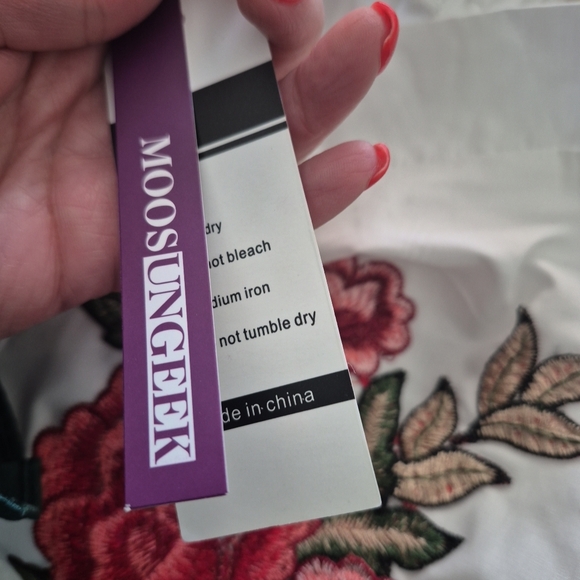 MOOSUNGEEK
dry
not bleach
dium iron
not tumble dry
de in china